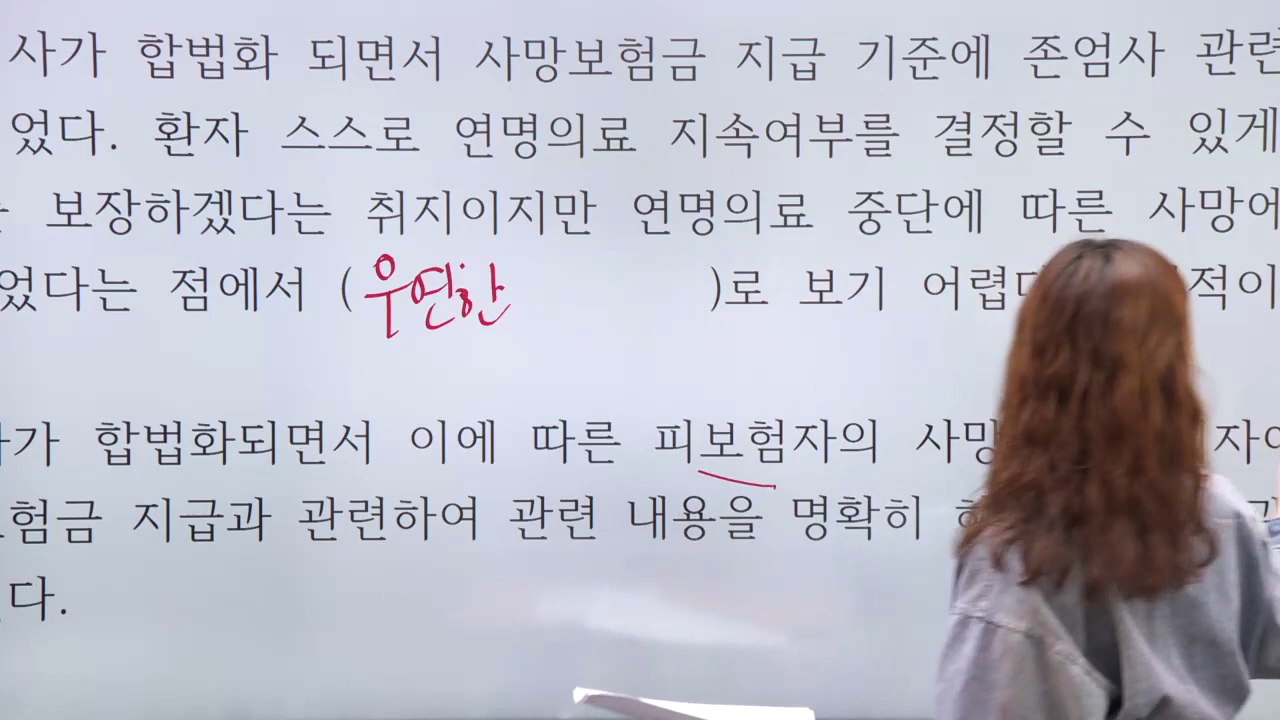 사가 합법화 되면서 사망보험금 지급 기준에 존엄사 관련
었다. 환자 스스로 연명의료 지속여부를 결정할 수 있게
보장하겠다는 취지이지만 연명의료 중단에 따른 사망에
었다는 점에서 (우연한 )로 보기 어렵 적이
가 합법화되면서 이에 따른 피보험자의 사망 자에
험금 지급과 관련하여 관련 내용을 명확히
다.